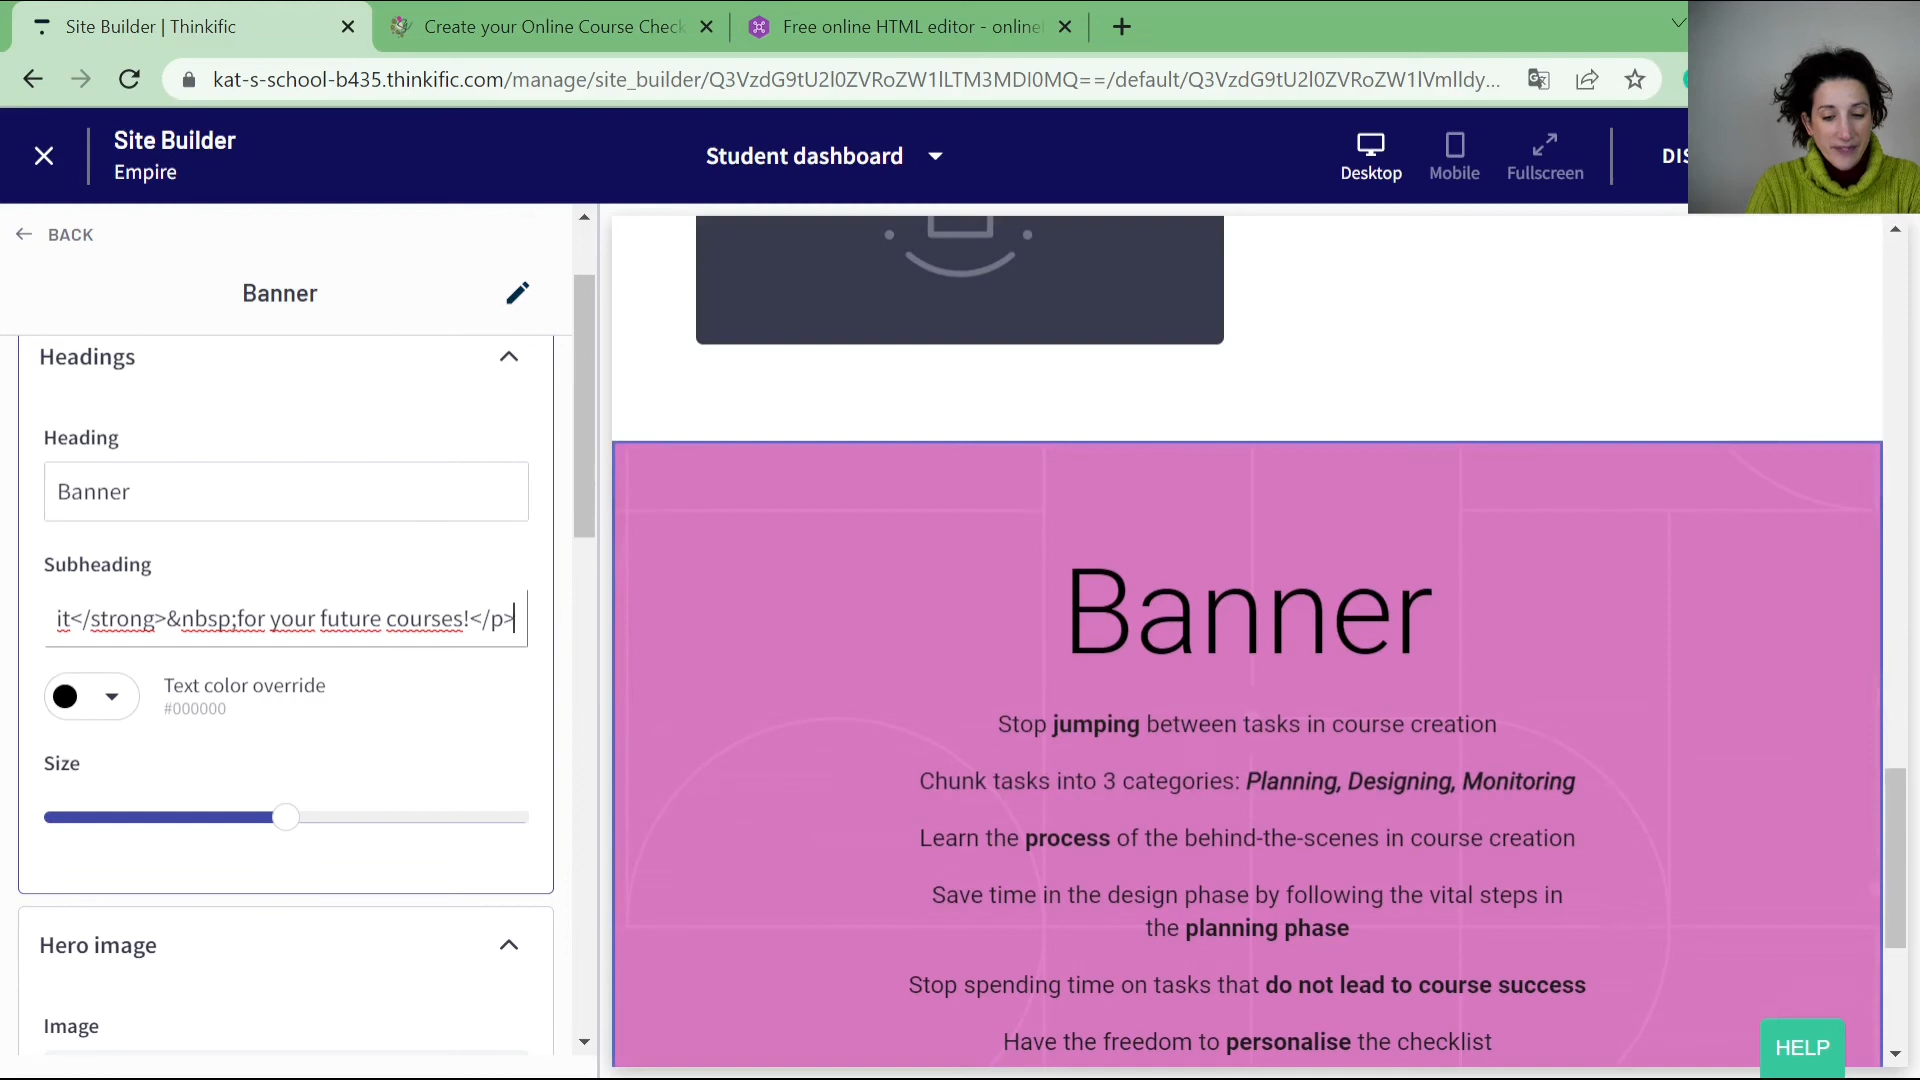 Site Builder | Thinkific
Create your Online Course Check
Free online HTML editor - onlinel
kat-s-school-b435.thinkific.com/manage/site_builder/Q3VzdG9tU2l0ZVRoZW1lLTM3MDI0MQ==/default/Q3VzdG9tU2l0ZVRoZW1lVmlldy...
Site Builder
Empire
Student dashboard
Desktop
Mobile
Fullscreen
DIS
BACK
Banner
Headings
Heading
Banner
Subheading
it</strong>&nbsp;for your future courses!</p>
Text color override
#000000
Size
Hero image
Image
Banner
Stop jumping between tasks in course creation
Chunk tasks into 3 categories: Planning, Designing, Monitoring
Learn the process of the behind-the-scenes in course creation
Save time in the design phase by following the vital steps in
the planning phase
Stop spending time on tasks that do not lead to course success
Have the freedom to personalise the checklist
HELP